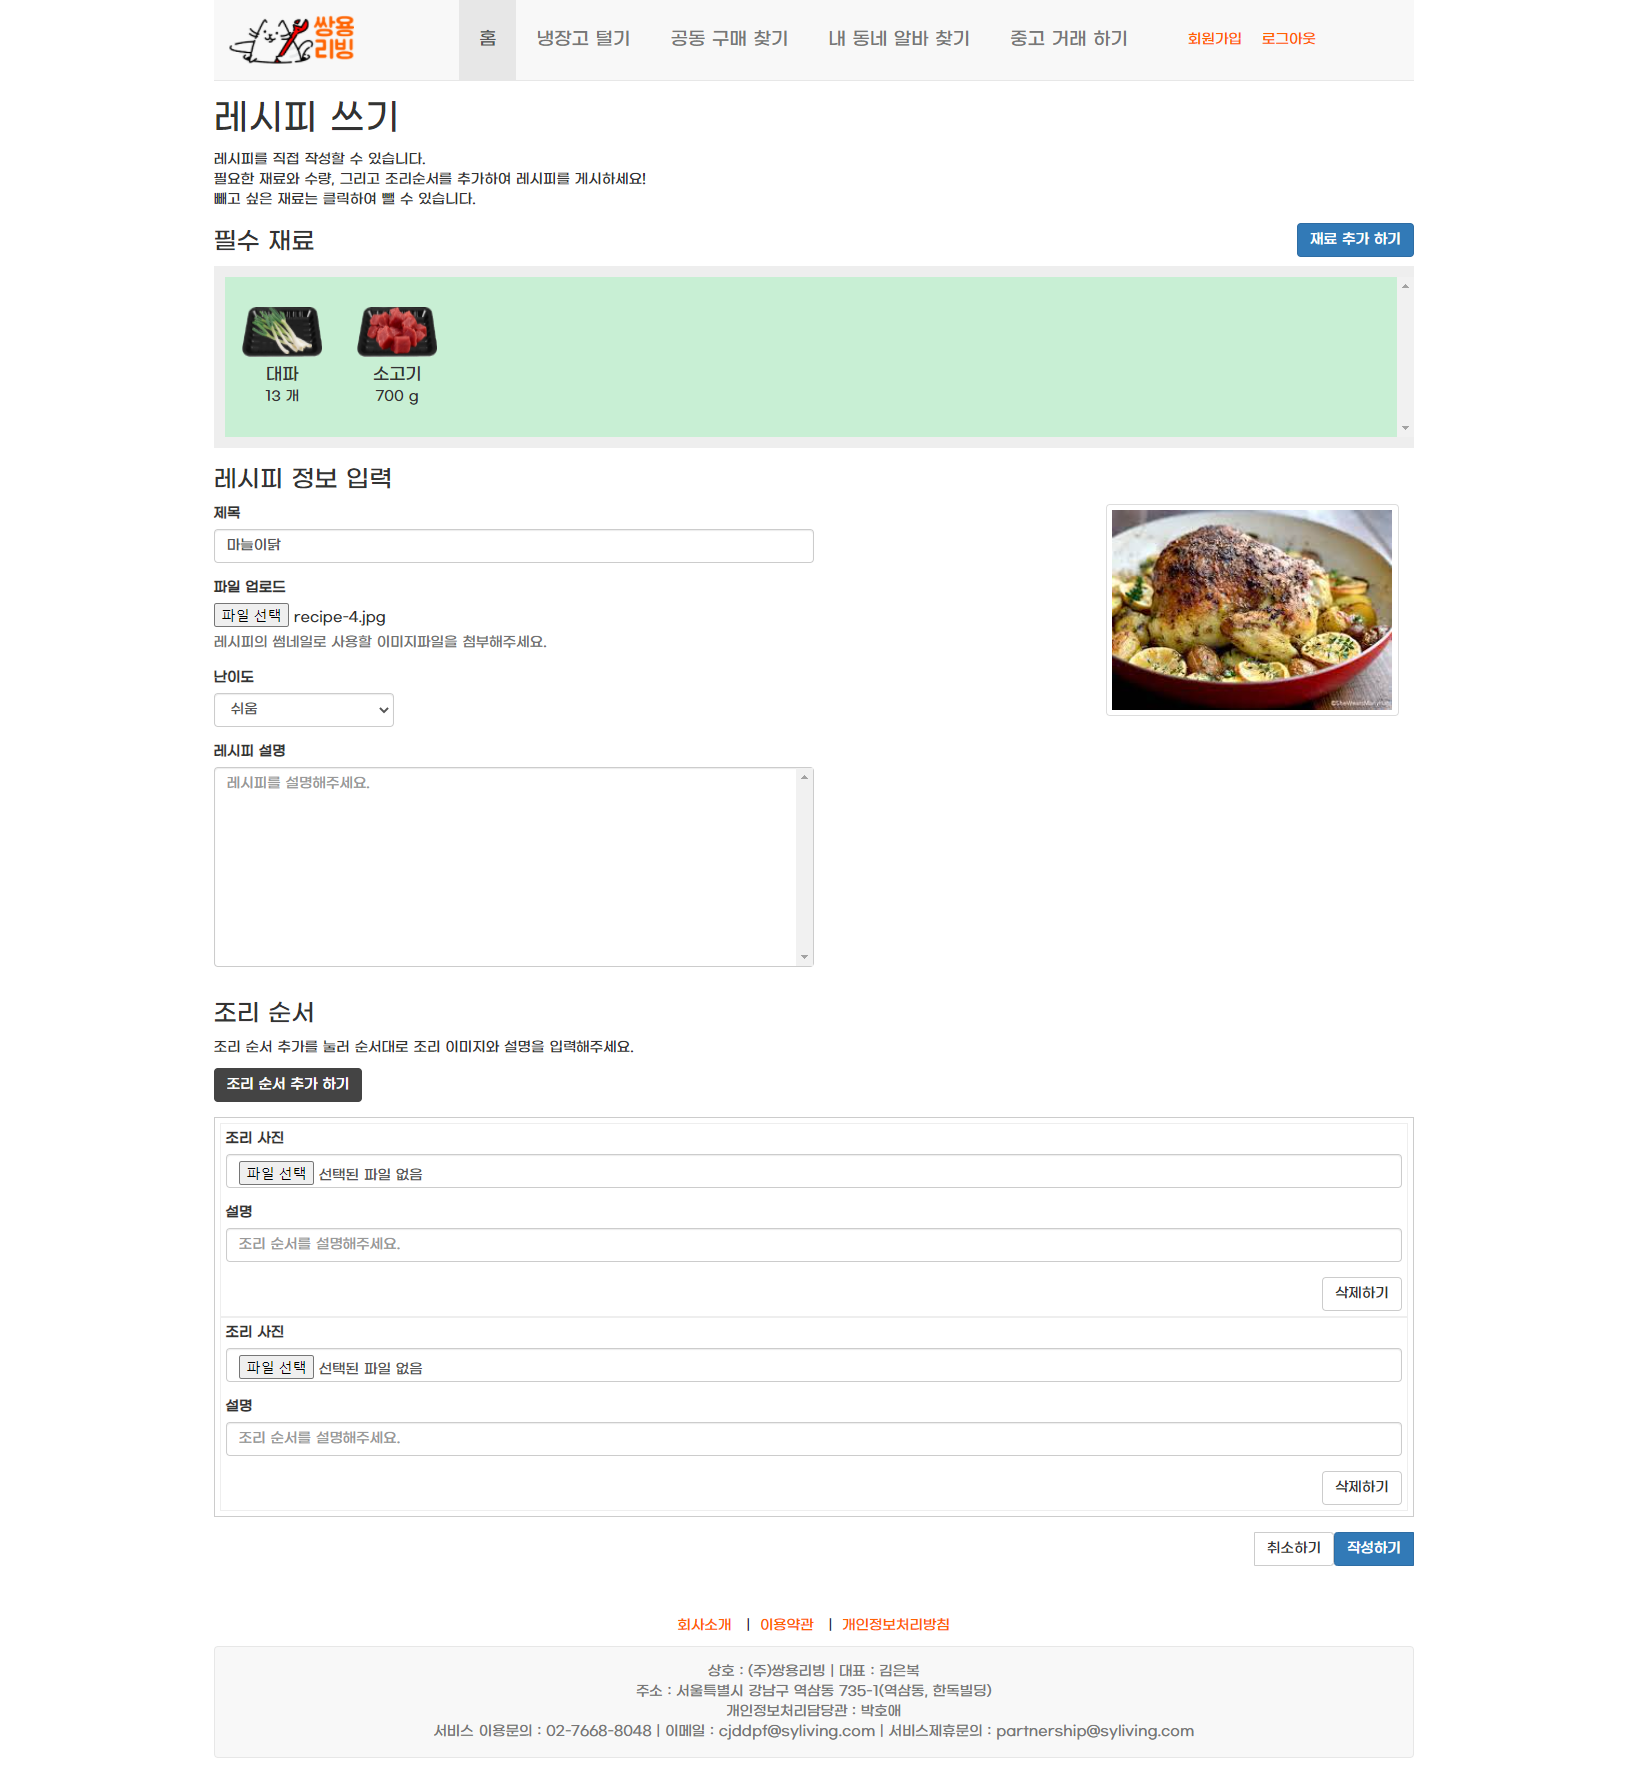 쌍용
리빙
홈 냉장고 털기 공동 구매 찾기 내 동네 알바 찾기 중고 거래 하기 회원가입 로그아웃
레시피 쓰기
레시피를 직접 작성할 수 있습니다.
필요한 재료와 수량, 그리고 조리순서를 추가하여 레시피를 게시하세요!
빼고 싶은 재료는 클릭하여 뺄 수 있습니다.
필수 재료
재료 추가 하기
대파 소고기
13 개 700 g
레시피 정보 입력
제목
마늘이닭
파일 업로드
파일 선택 recipe-4.jpg
레시피의 썸네일로 사용할 이미지파일을 첨부해주세요.
난이도
쉬움
레시피 설명
레시피를 설명해주세요.
조리 순서
조리 순서 추가를 눌러 순서대로 조리 이미지와 설명을 입력해주세요.
조리 순서 추가 하기
조리 사진
파일 선택 선택된 파일 없음
설명
조리 순서를 설명해주세요.
삭제하기
조리 사진
파일 선택 선택된 파일 없음
설명
조리 순서를 설명해주세요.
삭제하기
취소하기 작성하기
회사소개 | 이용약관 | 개인정보처리방침
상호 : (주)쌍용리빙 | 대표 : 김은복
주소 : 서울특별시 강남구 역삼동 735-1(역삼동, 한독빌딩)
개인정보처리담당관 : 박호애
서비스 이용문의 : 02-7668-8048 | 이메일 : cjddpf@syliving.com | 서비스제휴문의 : partnership@syliving.com